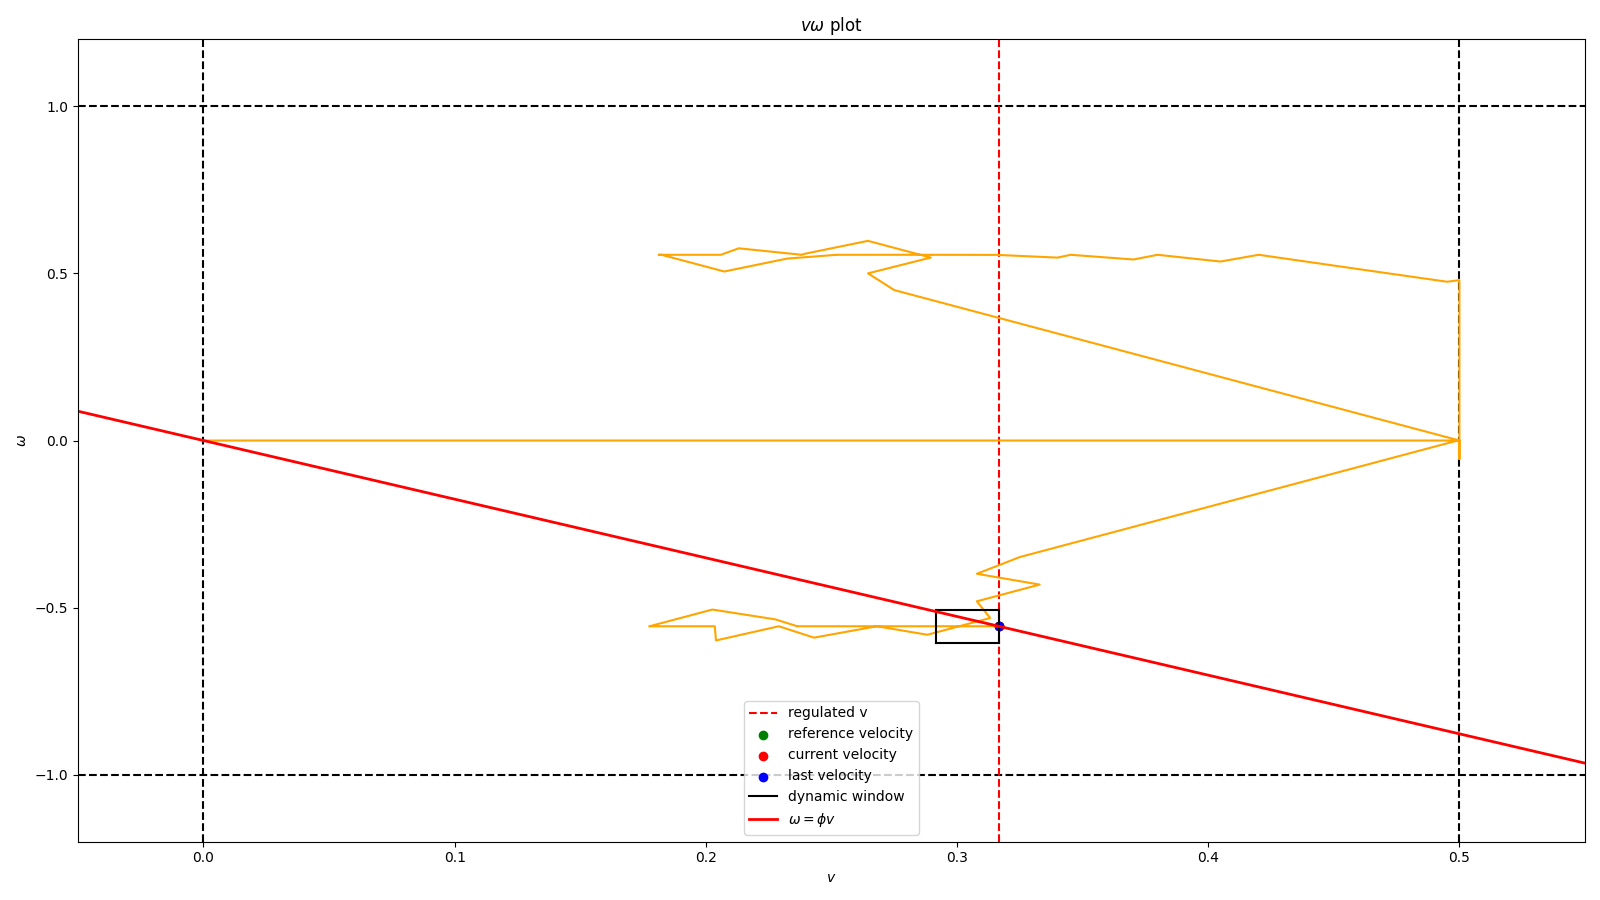 vω plot
1.0
0.5
0.0
−0.5
−1.0
ω
regulated v
reference velocity
current velocity
last velocity
dynamic window
ω = ϕv
0.0 0.1 0.2 0.3 0.4 0.5
v